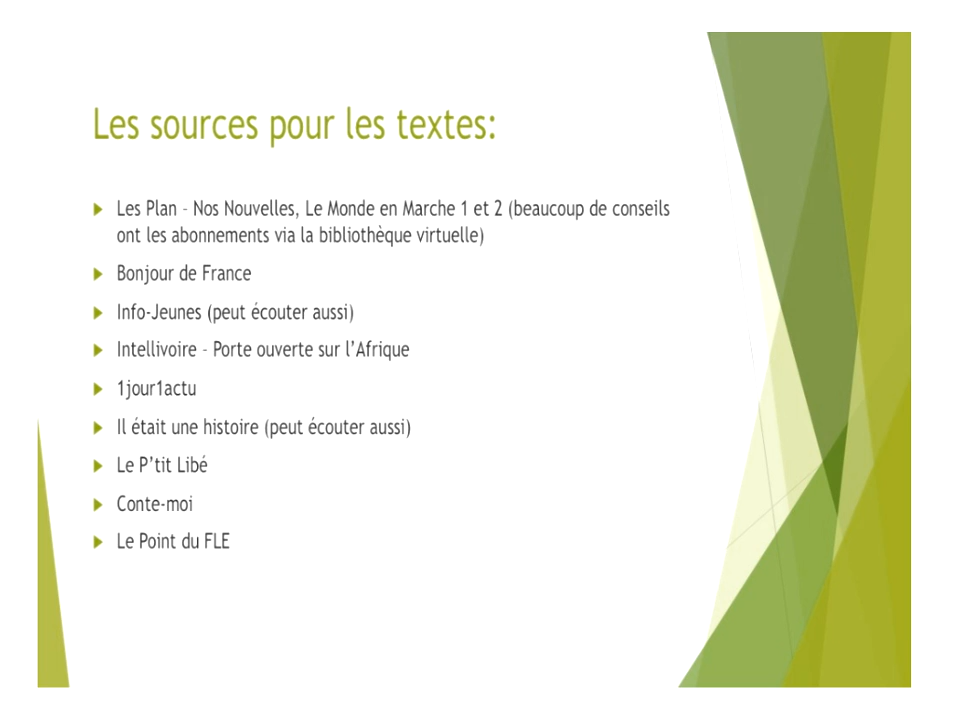 Les sources pour les textes:
Les Plan - Nos Nouvelles, Le Monde en Marche 1 et 2 (beaucoup de conseils
ont les abonnements via la bibliothèque virtuelle)
Bonjour de France
Info-Jeunes (peut écouter aussi)
Intellivoire - Porte ouverte sur l’Afrique
1jour1actu
Il était une histoire (peut écouter aussi)
Le P’tit Libé
Conte-moi
Le Point du FLE